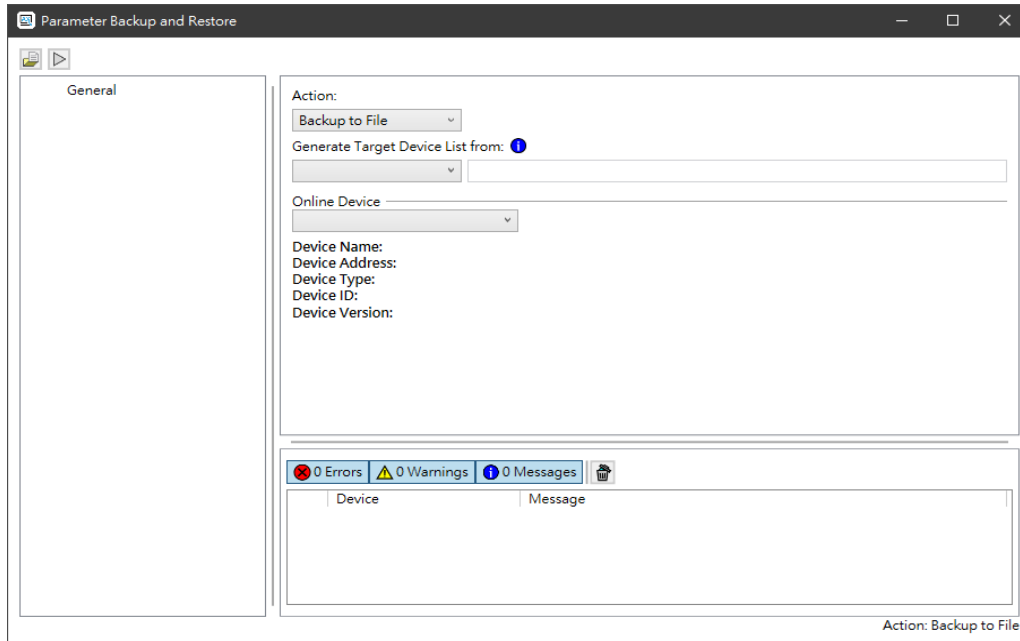 Parameter Backup and Restore
General
Action:
Backup to File
Generate Target Device List from:
Online Device
Device Name:
Device Address:
Device Type:
Device ID:
Device Version:
0 Errors 0 Warnings 0 Messages
Device Message
Action: Backup to File